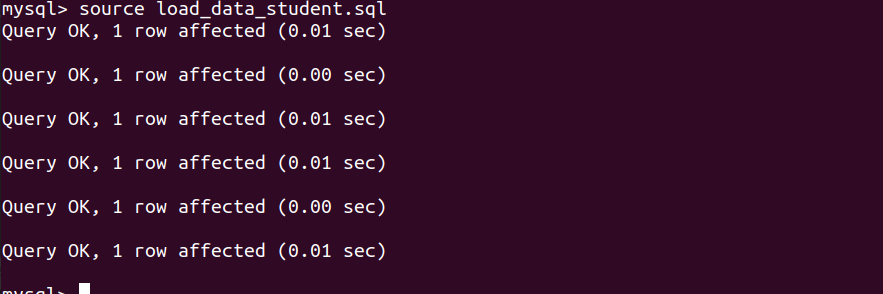 mysql> source load_data_student.sql
Query OK, 1 row affected (0.01 sec)
Query OK, 1 row affected (0.00 sec)
Query OK, 1 row affected (0.01 sec)
Query OK, 1 row affected (0.01 sec)
Query OK, 1 row affected (0.00 sec)
Query OK, 1 row affected (0.01 sec)
mysql>